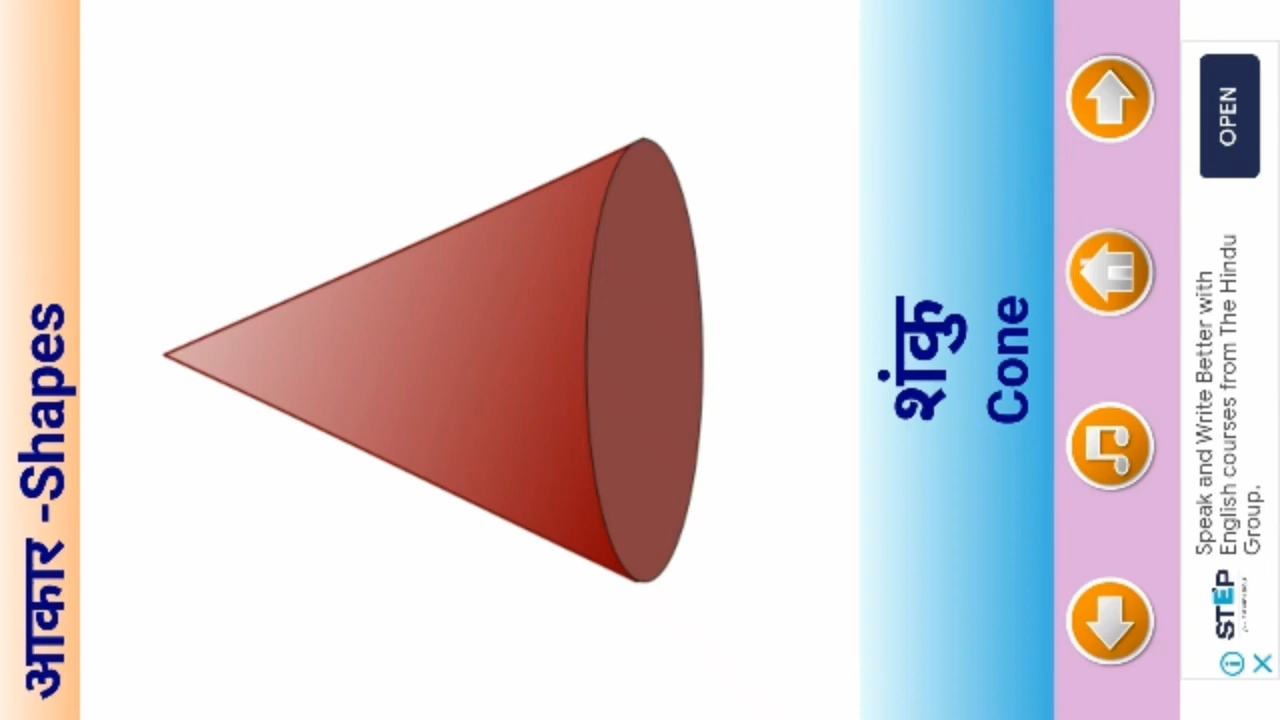 आकार -Shapes
शंकु
Cone
STEP
Speak and Write Better with
English courses from The Hindu
Group.
OPEN